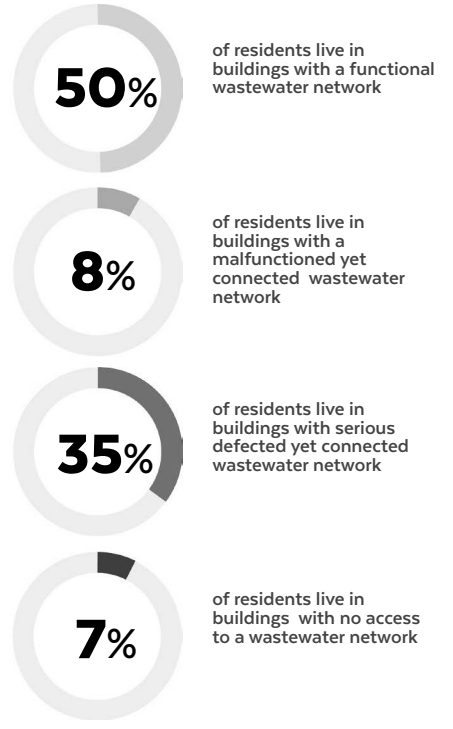 50%
of residents live in
buildings with a functional
wastewater network
8%
of residents live in
buildings with a
malfunctioned yet
connected  wastewater
network
35%
of residents live in
buildings with serious
defected yet connected
wastewater network
7%
of residents live in
buildings  with no access
to a wastewater network